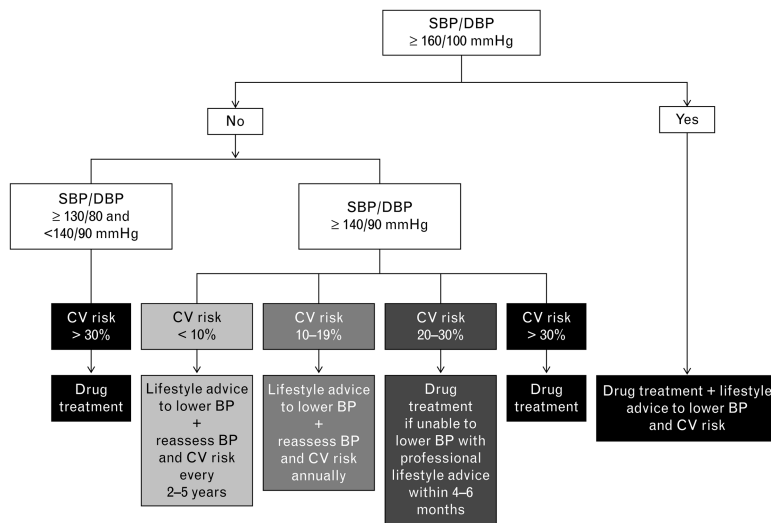 SBP/DBP
≥ 160/100 mmHg
No
Yes
SBP/DBP
≥ 130/80 and
<140/90 mmHg
SBP/DBP
≥ 140/90 mmHg
CV risk
> 30%
CV risk
< 10%
CV risk
10–19%
CV risk
20–30%
CV risk
> 30%
Drug
treatment
Lifestyle advice
to lower BP
+
reassess BP
and CV risk
every
2–5 years
Lifestyle advice
to lower BP
+
reassess BP
and CV risk
annually
Drug
treatment
if unable to
lower BP with
professional
lifestyle advice
within 4–6
months
Drug
treatment
Drug treatment + lifestyle
advice to lower BP
and CV risk